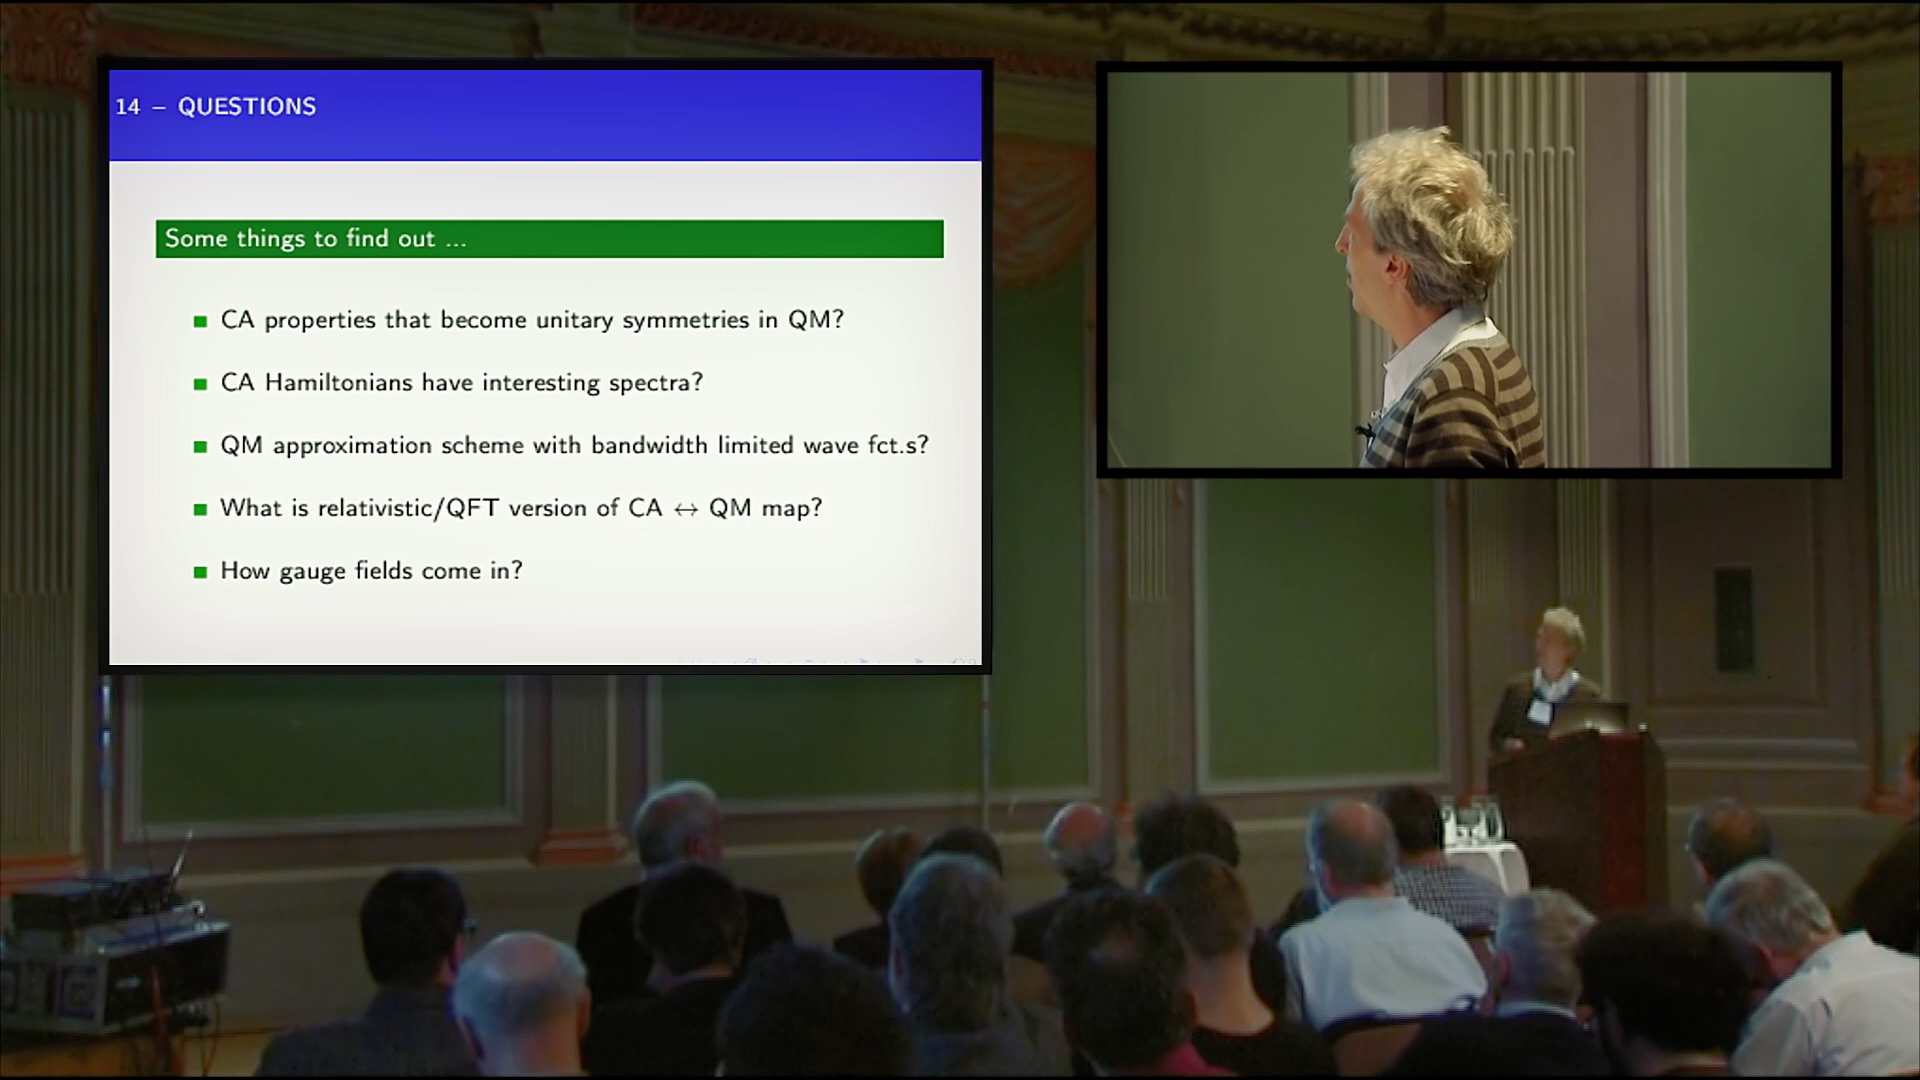 14 – QUESTIONS
Some things to find out ...
CA properties that become unitary symmetries in QM?
CA Hamiltonians have interesting spectra?
QM approximation scheme with bandwidth limited wave fct.s?
What is relativistic/QFT version of CA ↔ QM map?
How gauge fields come in?